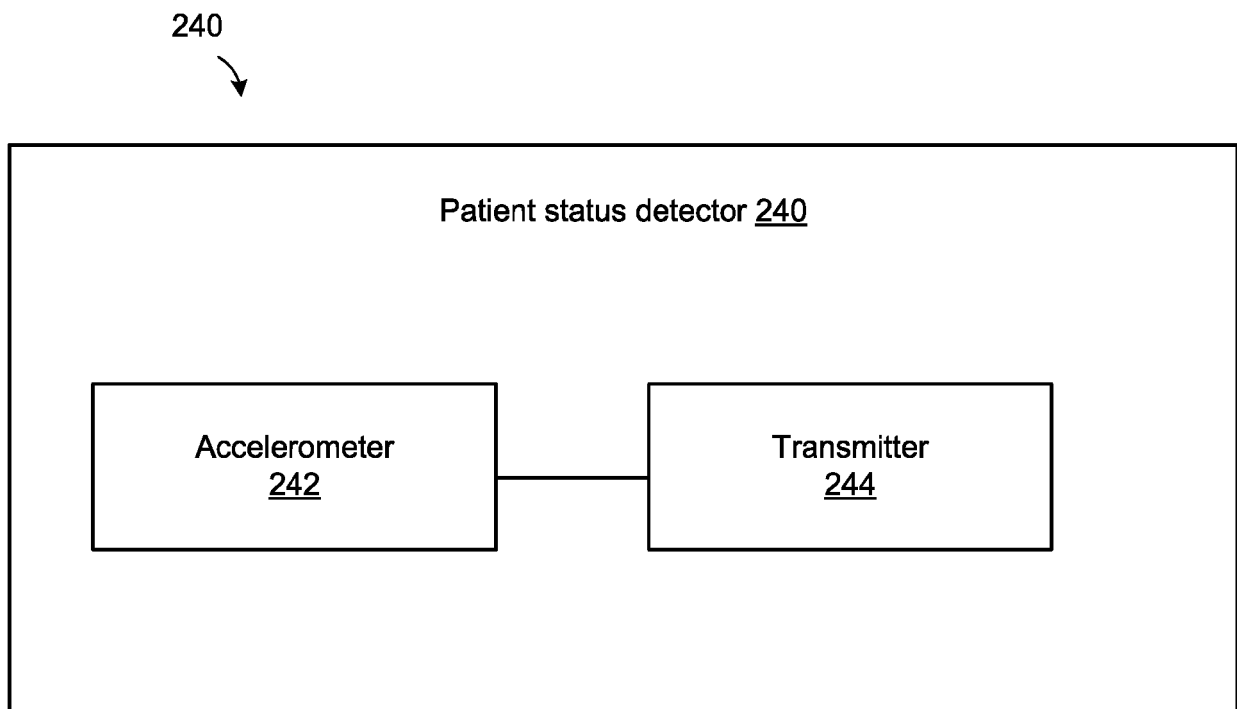 240
Patient status detector 240
Accelerometer
242
Transmitter
244